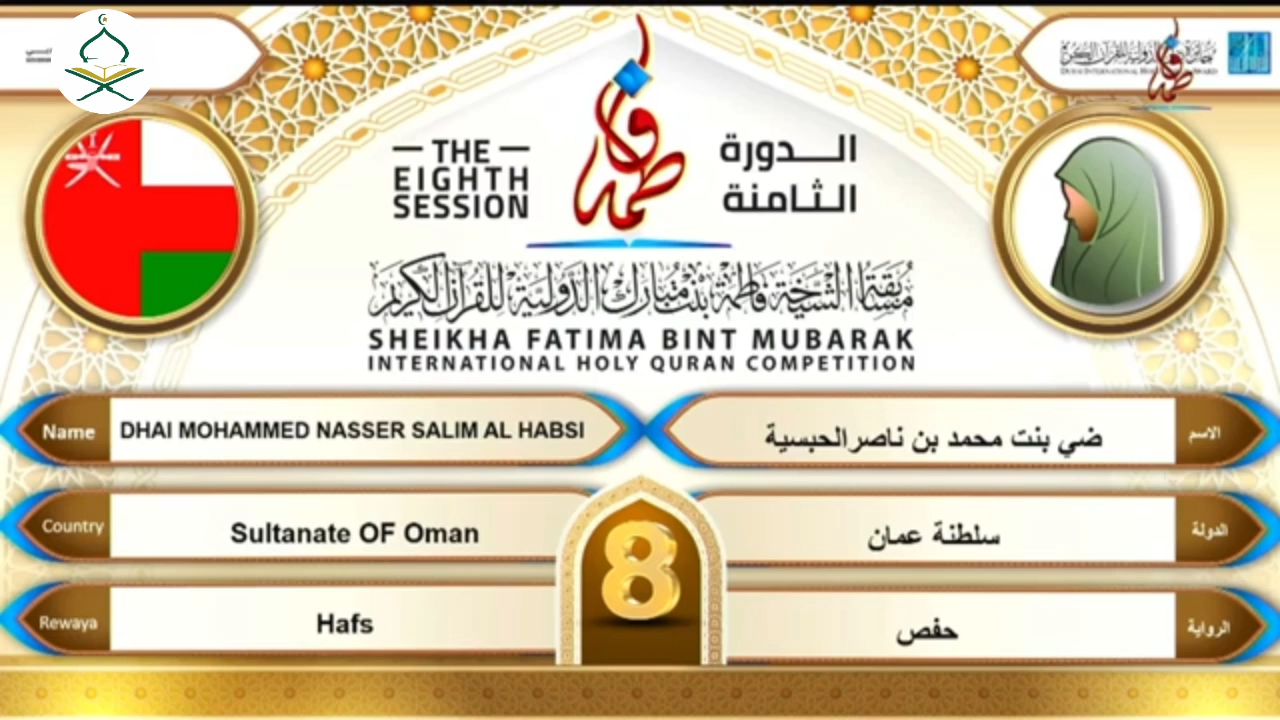 THE
EIGHTH
SESSION
الدورة
الثامنة
فاطمة
مسابقة الشيخة فاطمة بنت مبارك الدولية للقرآن الكريم
SHEIKHA FATIMA BINT MUBARAK
INTERNATIONAL HOLY QURAN COMPETITION
Name
DHAI MOHAMMED NASSER SALIM AL HABSI
ضي بنت محمد بن ناصرالحبسية
الاسم
Country
Sultanate OF Oman
سلطنة عمان
الدولة
8
Rewaya
Hafs
حفص
الرواية